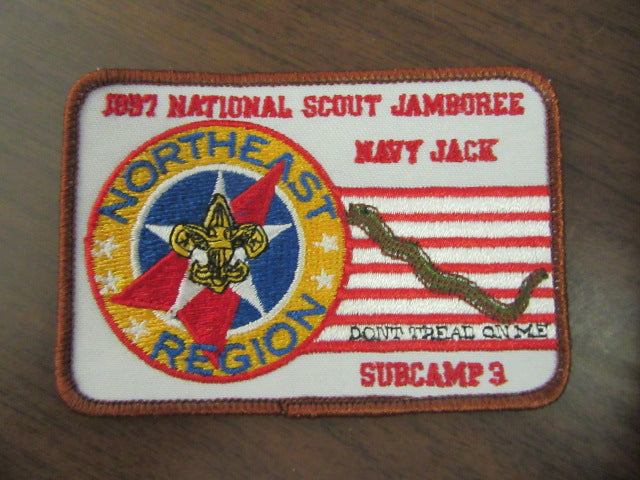 1997 NATIONAL SCOUT JAMBOREE
NAVY JACK
NORTHEAST
REGION
DONT TREAD ON ME
SUBCAMP 3